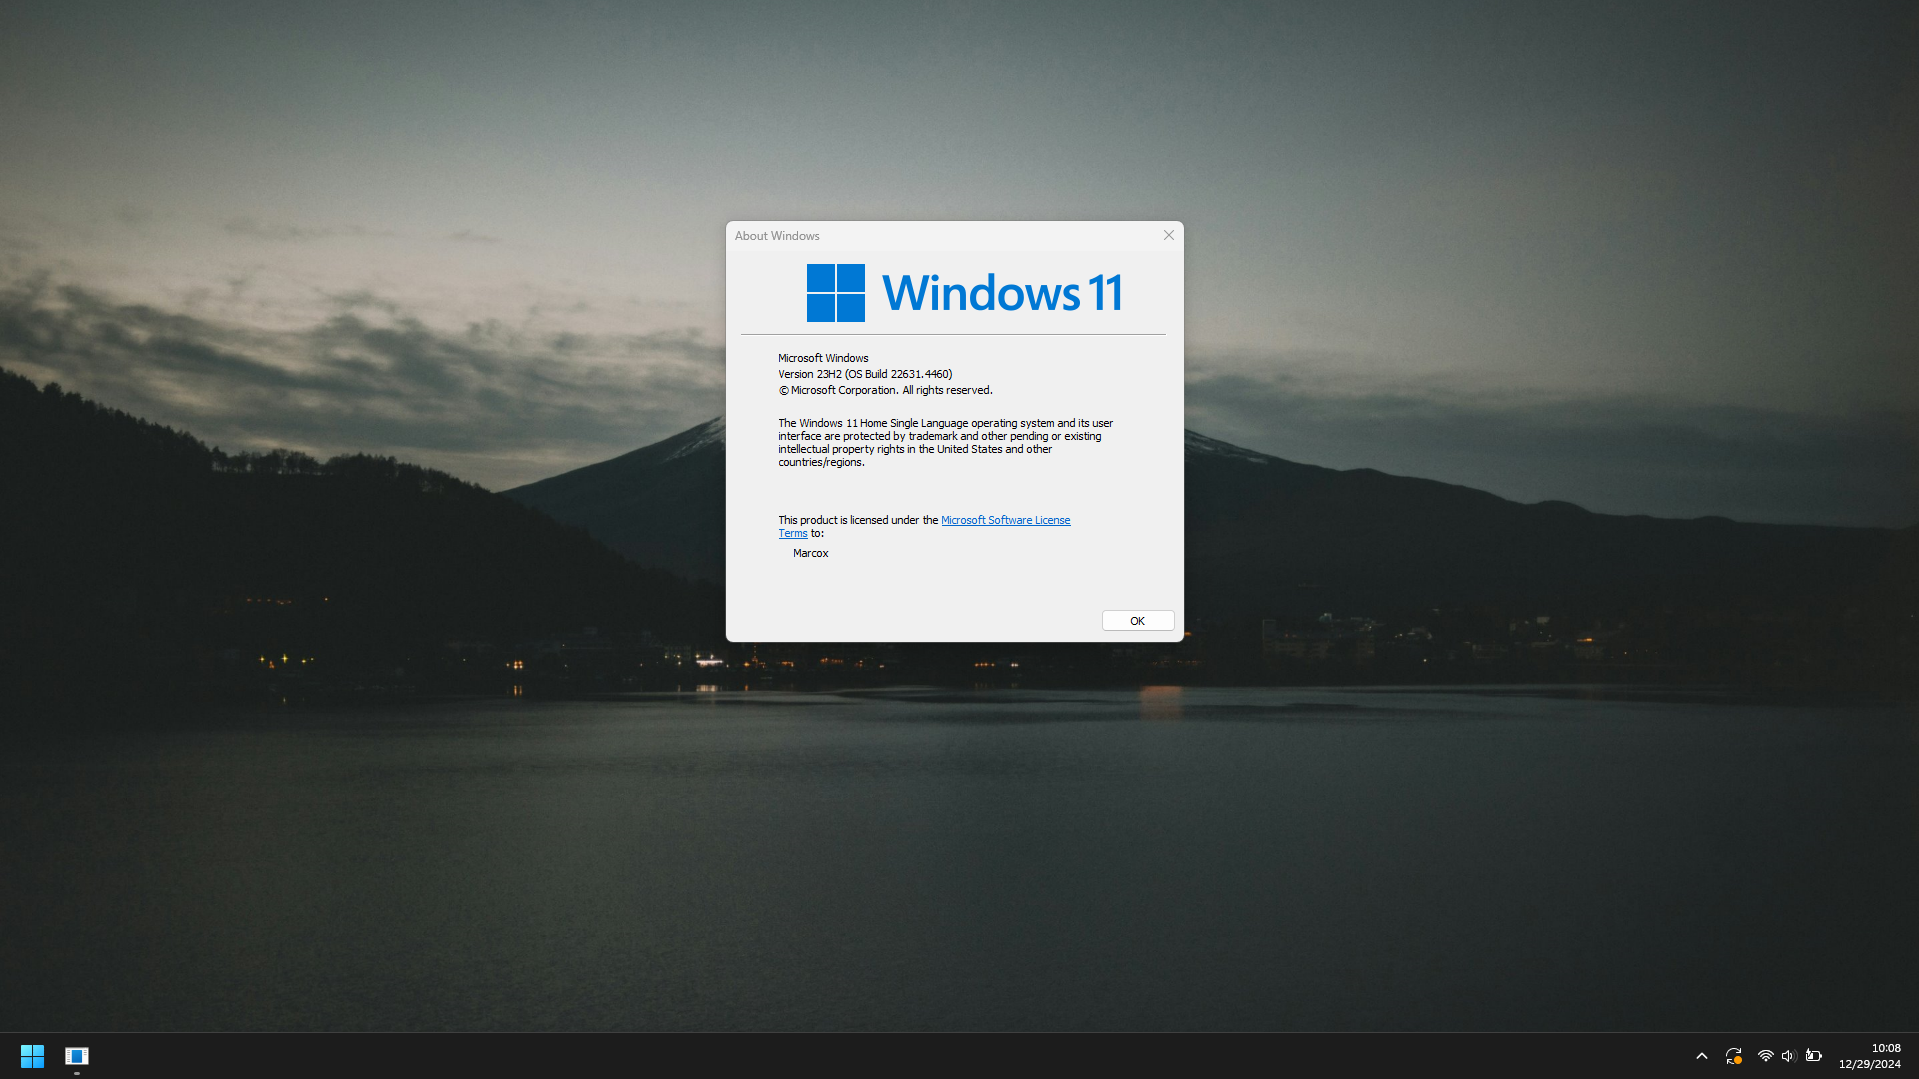 About Windows
Windows 11
Microsoft Windows
Version 23H2 (OS Build 22631.4460)
© Microsoft Corporation. All rights reserved.
The Windows 11 Home Single Language operating system and its user
interface are protected by trademark and other pending or existing
intellectual property rights in the United States and other
countries/regions.
This product is licensed under the Microsoft Software License
Terms to:
Marcox
OK
10:08
12/29/2024